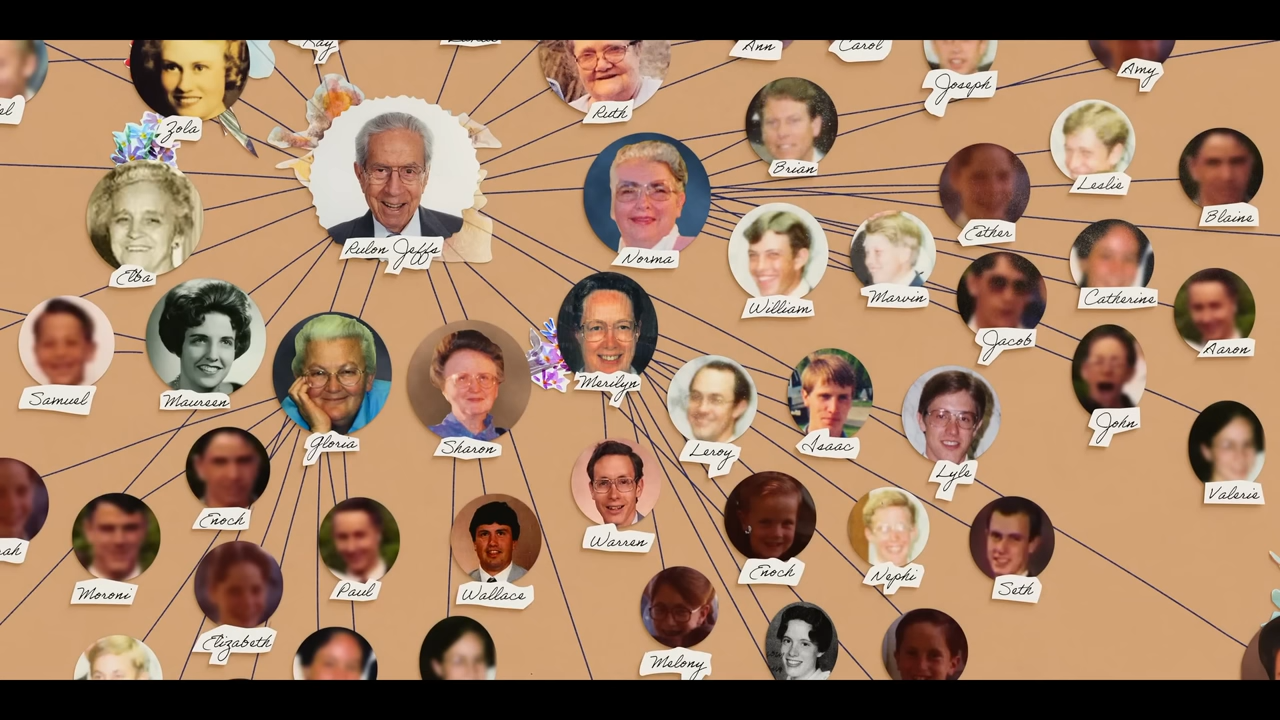 Kay
Ann
Carol
Joseph
Amy
Zola
Ruth
Brian
Leslie
Blaine
Rulon Jeffs
Norma
Esther
Elba
William
Marvin
Catherine
Jacob
Aaron
Samuel
Maureen
Merilyn
Gloria
Sharon
Leroy
Isaac
Lyle
John
Valerie
Enoch
Warren
Moroni
Paul
Wallace
Enoch
Nephi
Seth
Elizabeth
Melony